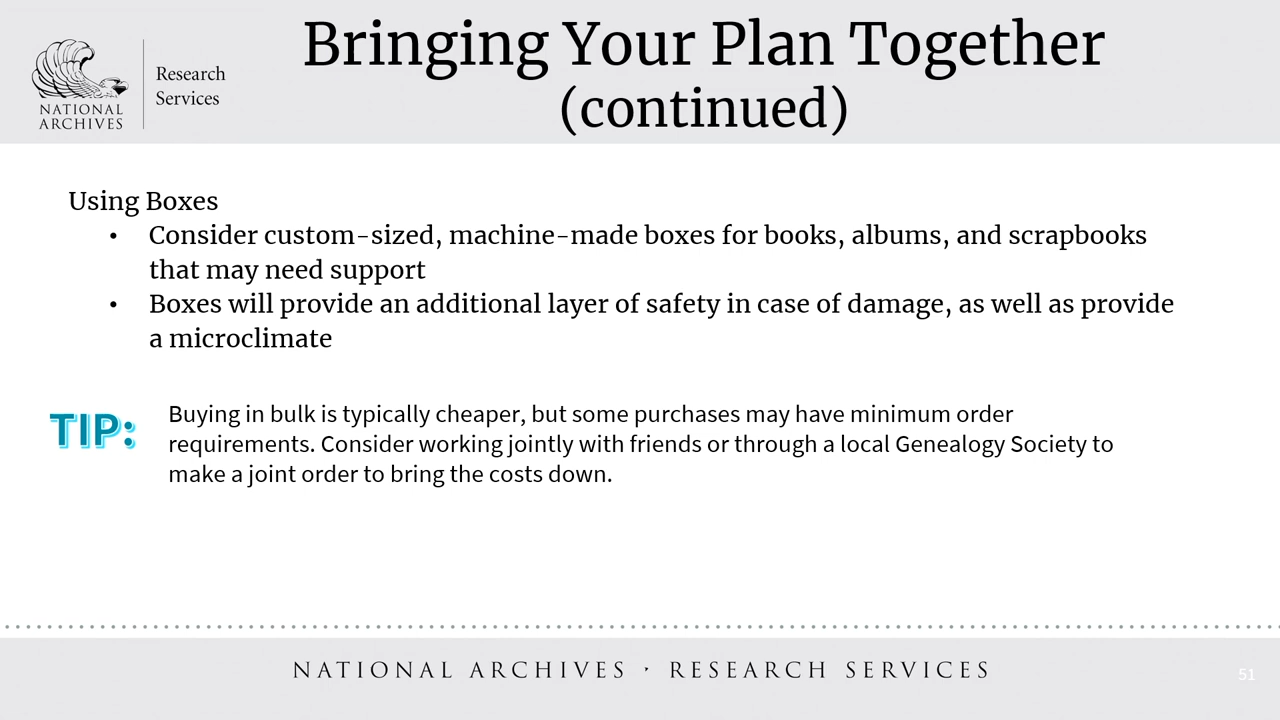 Bringing Your Plan Together
(continued)
NATIONAL
ARCHIVES
Research
Services
Using Boxes
• Consider custom-sized, machine-made boxes for books, albums, and scrapbooks
that may need support
• Boxes will provide an additional layer of safety in case of damage, as well as provide
a microclimate
TIP:
Buying in bulk is typically cheaper, but some purchases may have minimum order
requirements. Consider working jointly with friends or through a local Genealogy Society to
make a joint order to bring the costs down.
NATIONAL ARCHIVES · RESEARCH SERVICES
51